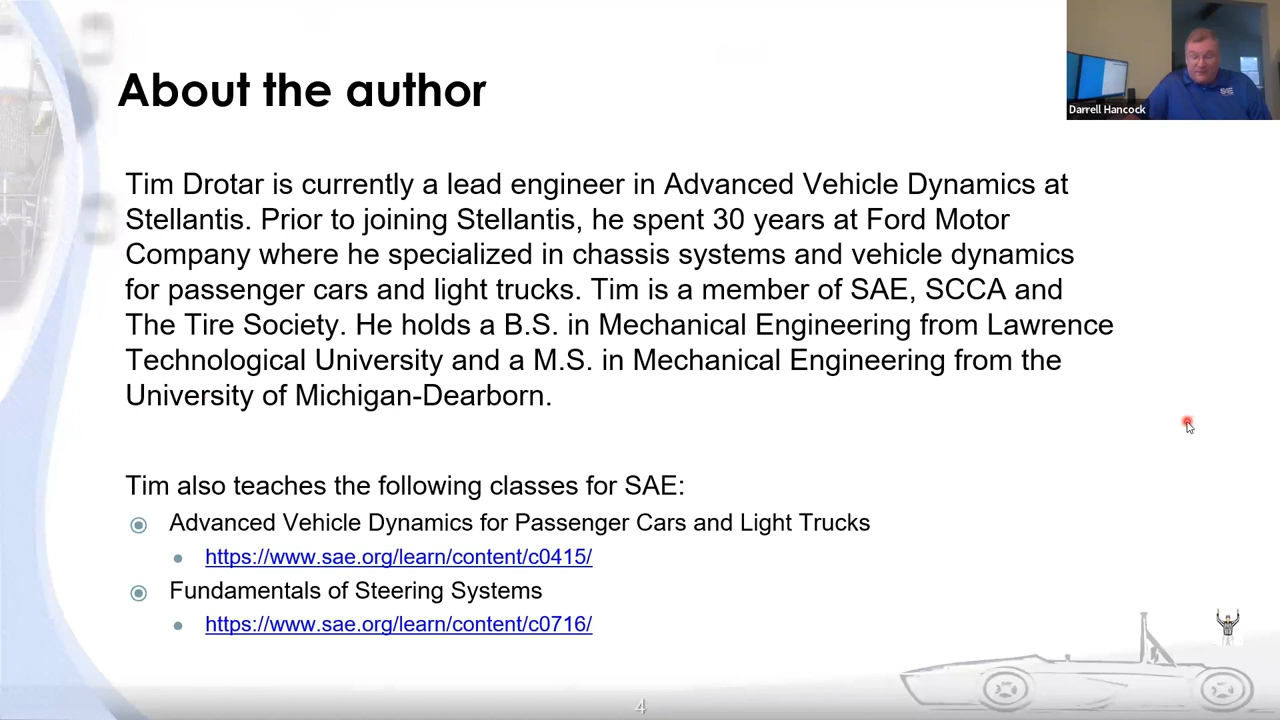 About the author
Darrell Hancock
Tim Drotar is currently a lead engineer in Advanced Vehicle Dynamics at
Stellantis. Prior to joining Stellantis, he spent 30 years at Ford Motor
Company where he specialized in chassis systems and vehicle dynamics
for passenger cars and light trucks. Tim is a member of SAE, SCCA and
The Tire Society. He holds a B.S. in Mechanical Engineering from Lawrence
Technological University and a M.S. in Mechanical Engineering from the
University of Michigan-Dearborn.
Tim also teaches the following classes for SAE:
Advanced Vehicle Dynamics for Passenger Cars and Light Trucks
https://www.sae.org/learn/content/c0415/
Fundamentals of Steering Systems
https://www.sae.org/learn/content/c0716/
4